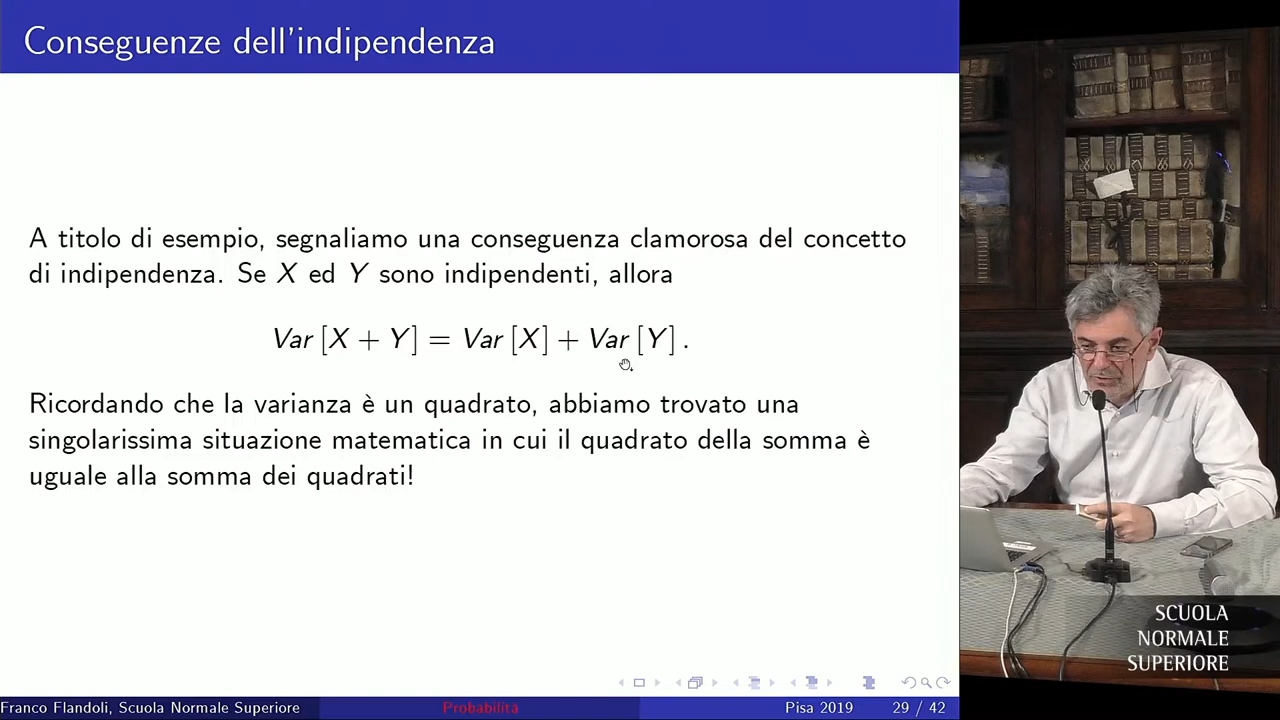 Conseguenze dell'indipendenza
A titolo di esempio, segnaliamo una conseguenza clamorosa del concetto
di indipendenza. Se X ed Y sono indipendenti, allora
Var [X + Y] = Var [X] + Var [Y] .
Ricordando che la varianza è un quadrato, abbiamo trovato una
singolarissima situazione matematica in cui il quadrato della somma è
uguale alla somma dei quadrati!
Franco Flandoli, Scuola Normale Superiore
Probabilità
Pisa 2019
29 / 42
SCUOLA
NORMALE
SUPERIORE